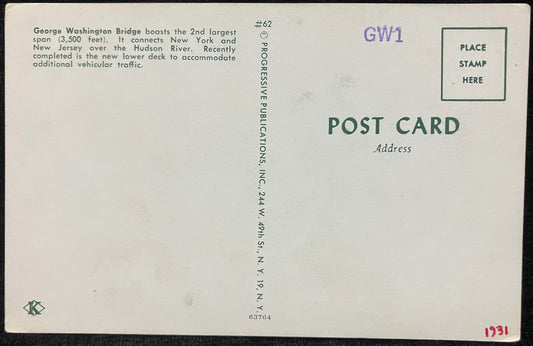 George Washington Bridge boasts the 2nd largest
span (3,500 feet). It connects New York and
New Jersey over the Hudson River. Recently
completed is the new lower deck to accommodate
additional vehicular traffic.
#62
© PROGRESSIVE PUBLICATIONS, INC., 244 W. 49th St., N. Y. 19, N. Y.
63764
GW1
PLACE
STAMP
HERE
POST CARD
Address
K
1931